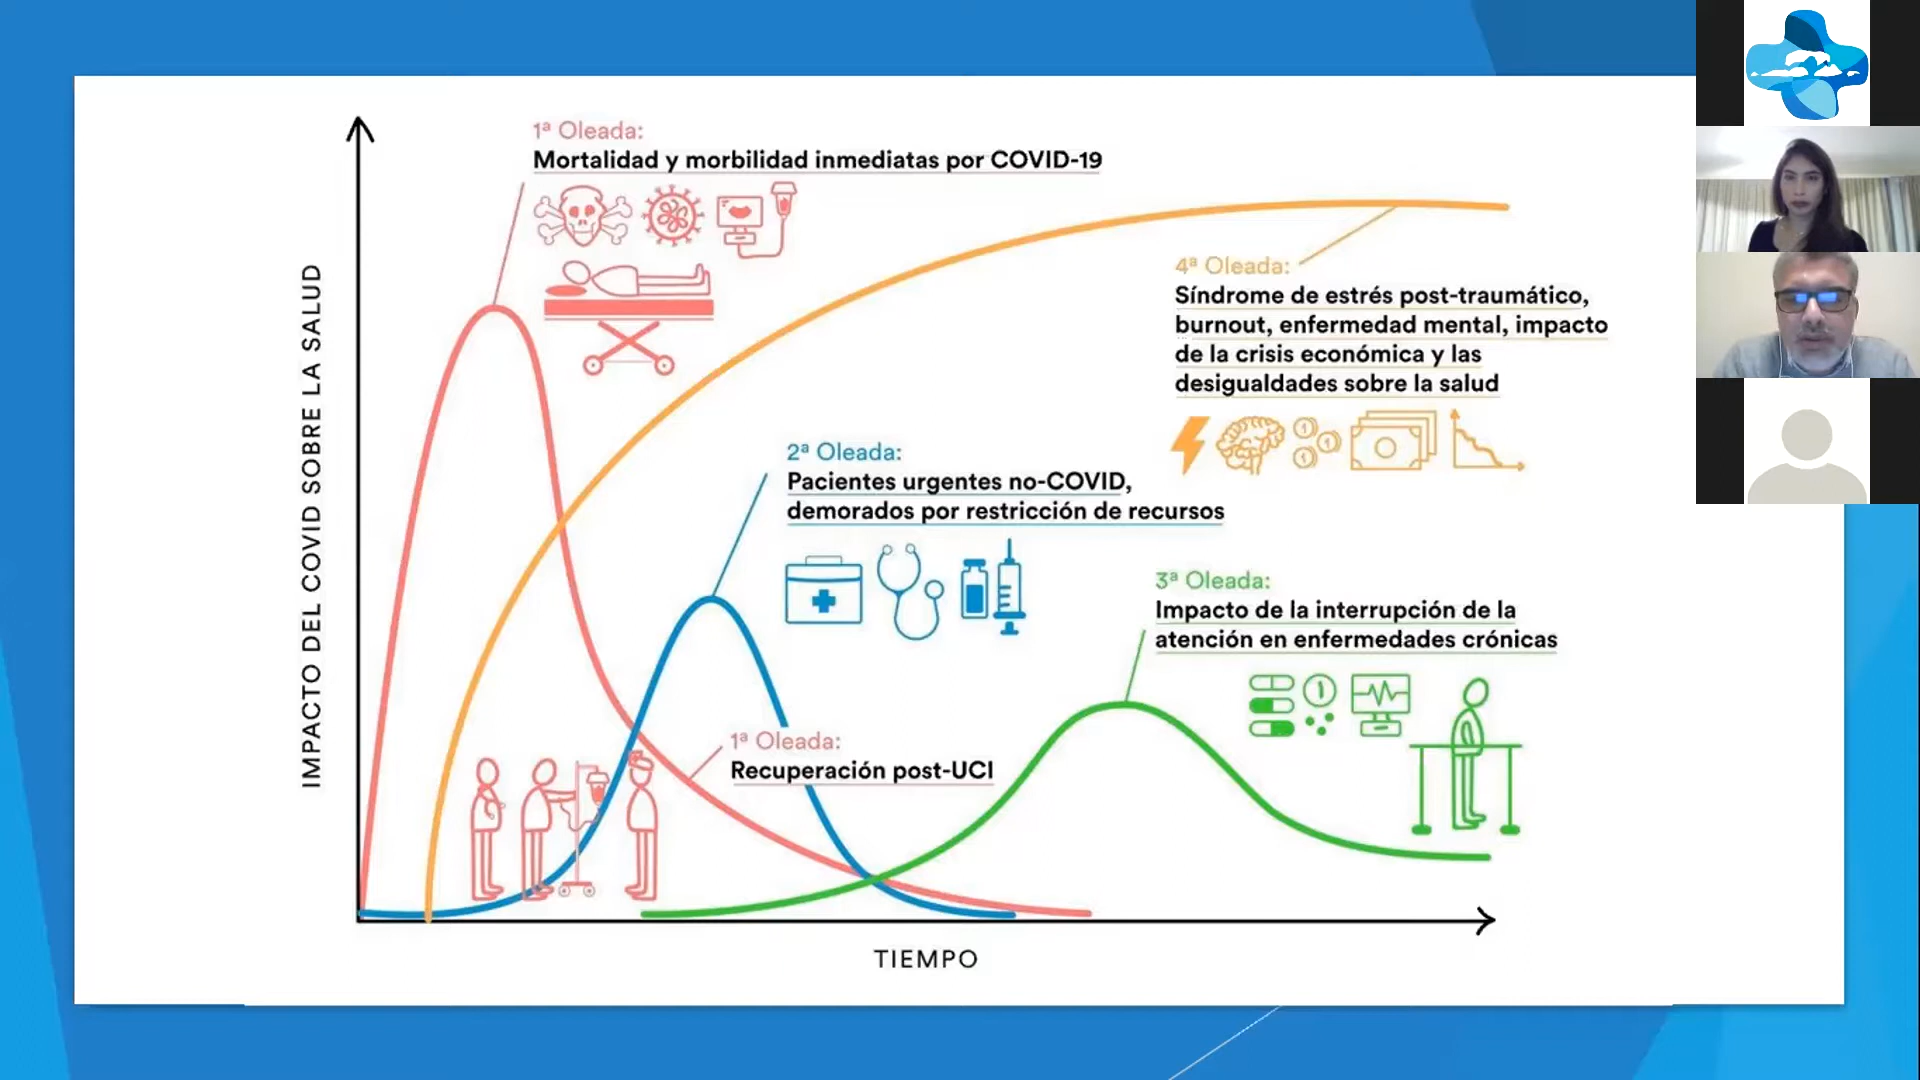 1ª Oleada:
Mortalidad y morbilidad inmediatas por COVID-19
4ª Oleada:
Síndrome de estrés post-traumático,
burnout, enfermedad mental, impacto
de la crisis económica y las
desigualdades sobre la salud
2ª Oleada:
Pacientes urgentes no-COVID,
demorados por restricción de recursos
3ª Oleada:
Impacto de la interrupción de la
atención en enfermedades crónicas
1ª Oleada:
Recuperación post-UCI
IMPACTO DEL COVID SOBRE LA SALUD
TIEMPO